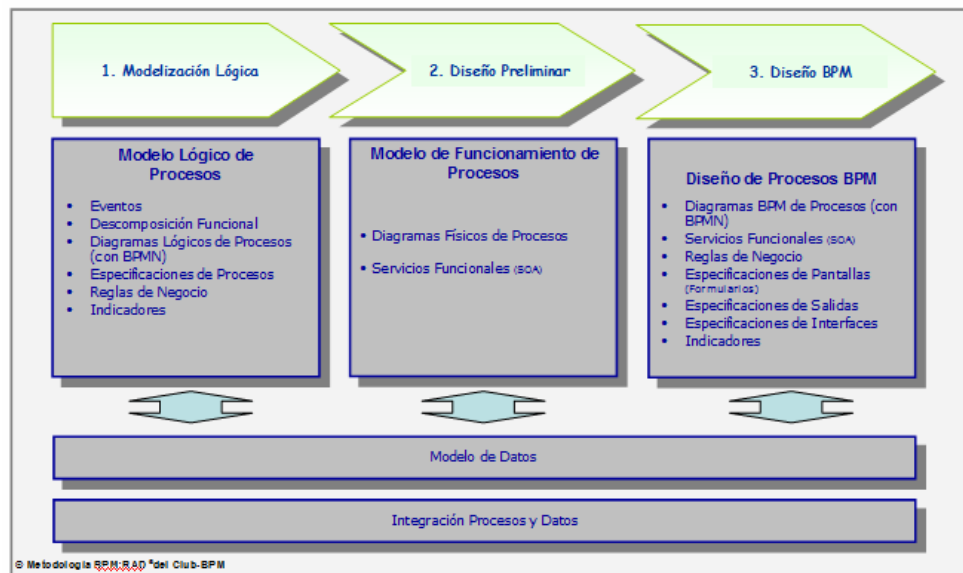 1. Modelización Lógica
2. Diseño Preliminar
3. Diseño BPM
Modelo Lógico de
Procesos
• Eventos
• Descomposición Funcional
• Diagramas Lógicos de Procesos
(con BPMN)
• Especificaciones de Procesos
• Reglas de Negocio
• Indicadores
Modelo de Funcionamiento de
Procesos
• Diagramas Físicos de Procesos
• Servicios Funcionales (SOA)
Diseño de Procesos BPM
• Diagramas BPM de Procesos (con
BPMN)
• Servicios Funcionales (SOA)
• Reglas de Negocio
• Especificaciones de Pantallas
(Formularios)
• Especificaciones de Salidas
• Especificaciones de Interfaces
• Indicadores
Modelo de Datos
Integración Procesos y Datos
© Metodología BPM:RAD® del Club-BPM